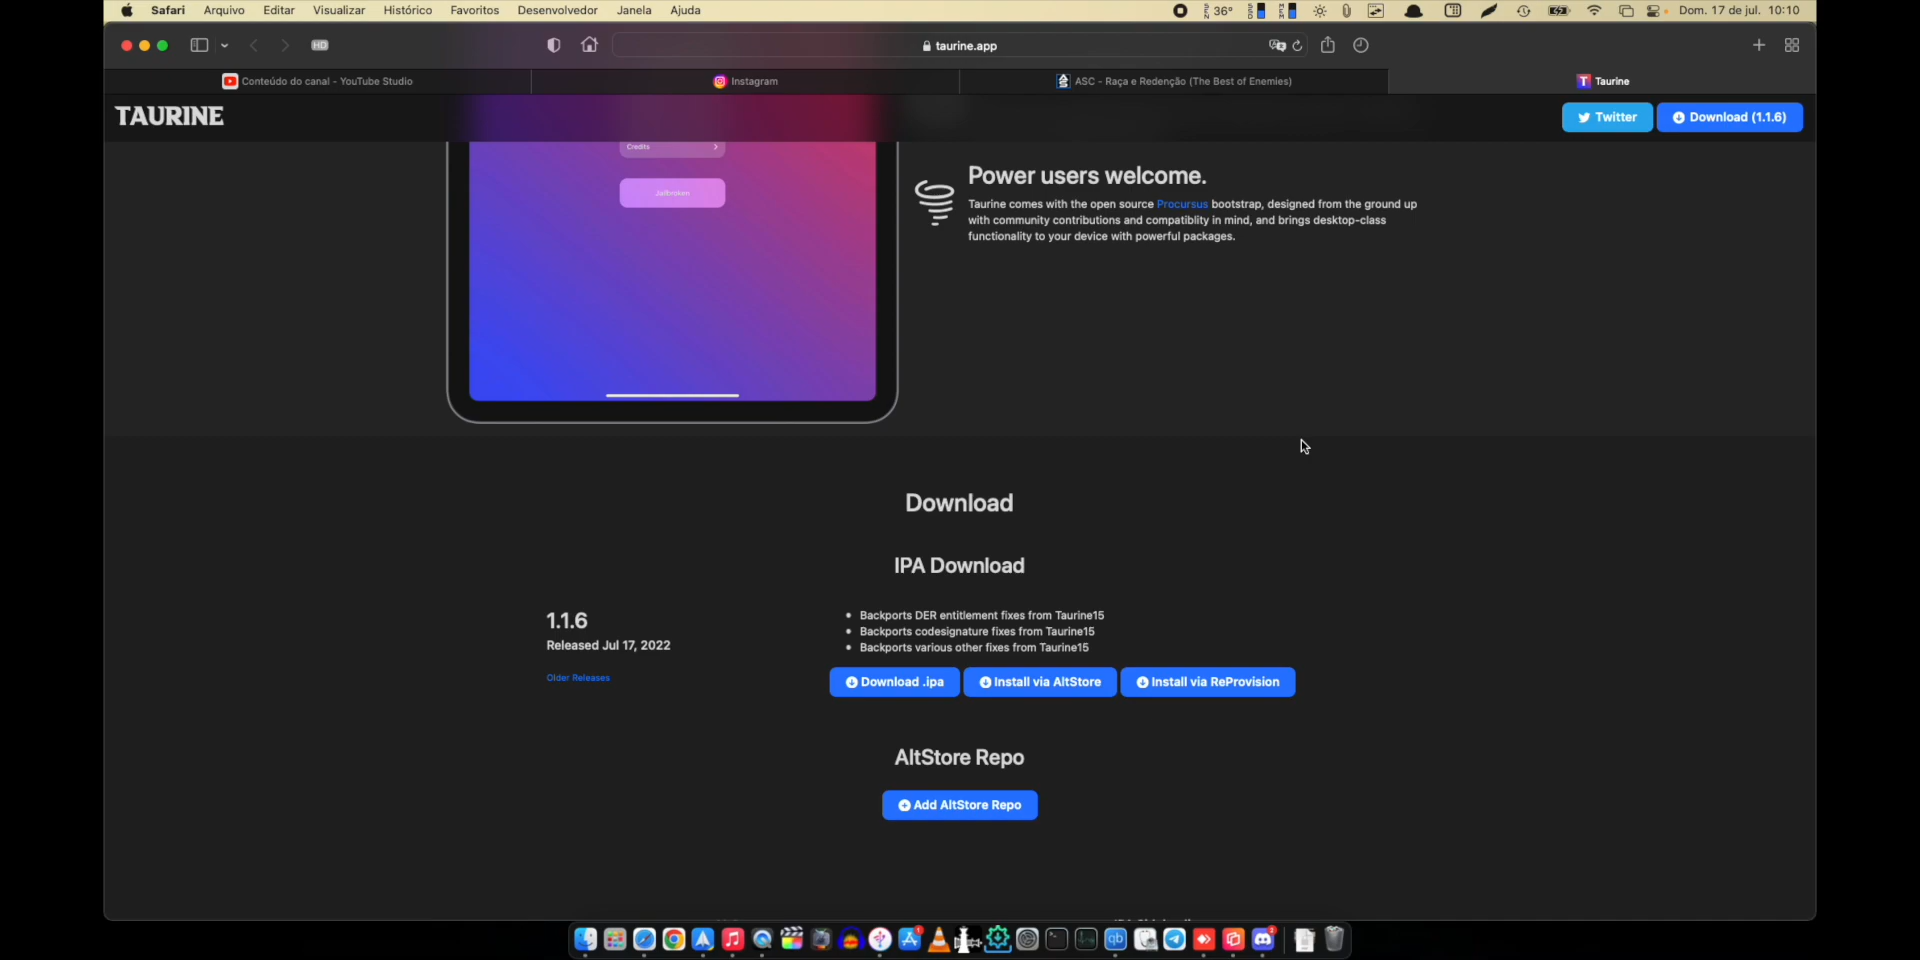 Safari Arquivo Editar Visualizar Histórico Favoritos Desenvolvedor Janela Ajuda
36° Dom. 17 de jul. 10:10
HD
taurine.app
Conteúdo do canal - YouTube Studio
Instagram
ASC - Raça e Redenção (The Best of Enemies)
Taurine
TAURINE
Twitter
Download (1.1.6)
Credits
Jailbroken
Power users welcome.
Taurine comes with the open source Procursus bootstrap, designed from the ground up
with community contributions and compatiblity in mind, and brings desktop-class
functionality to your device with powerful packages.
Download
IPA Download
1.1.6
Released Jul 17, 2022
Older Releases
• Backports DER entitlement fixes from Taurine15
• Backports codesignature fixes from Taurine15
• Backports various other fixes from Taurine15
Download .ipa
Install via AltStore
Install via ReProvision
AltStore Repo
Add AltStore Repo